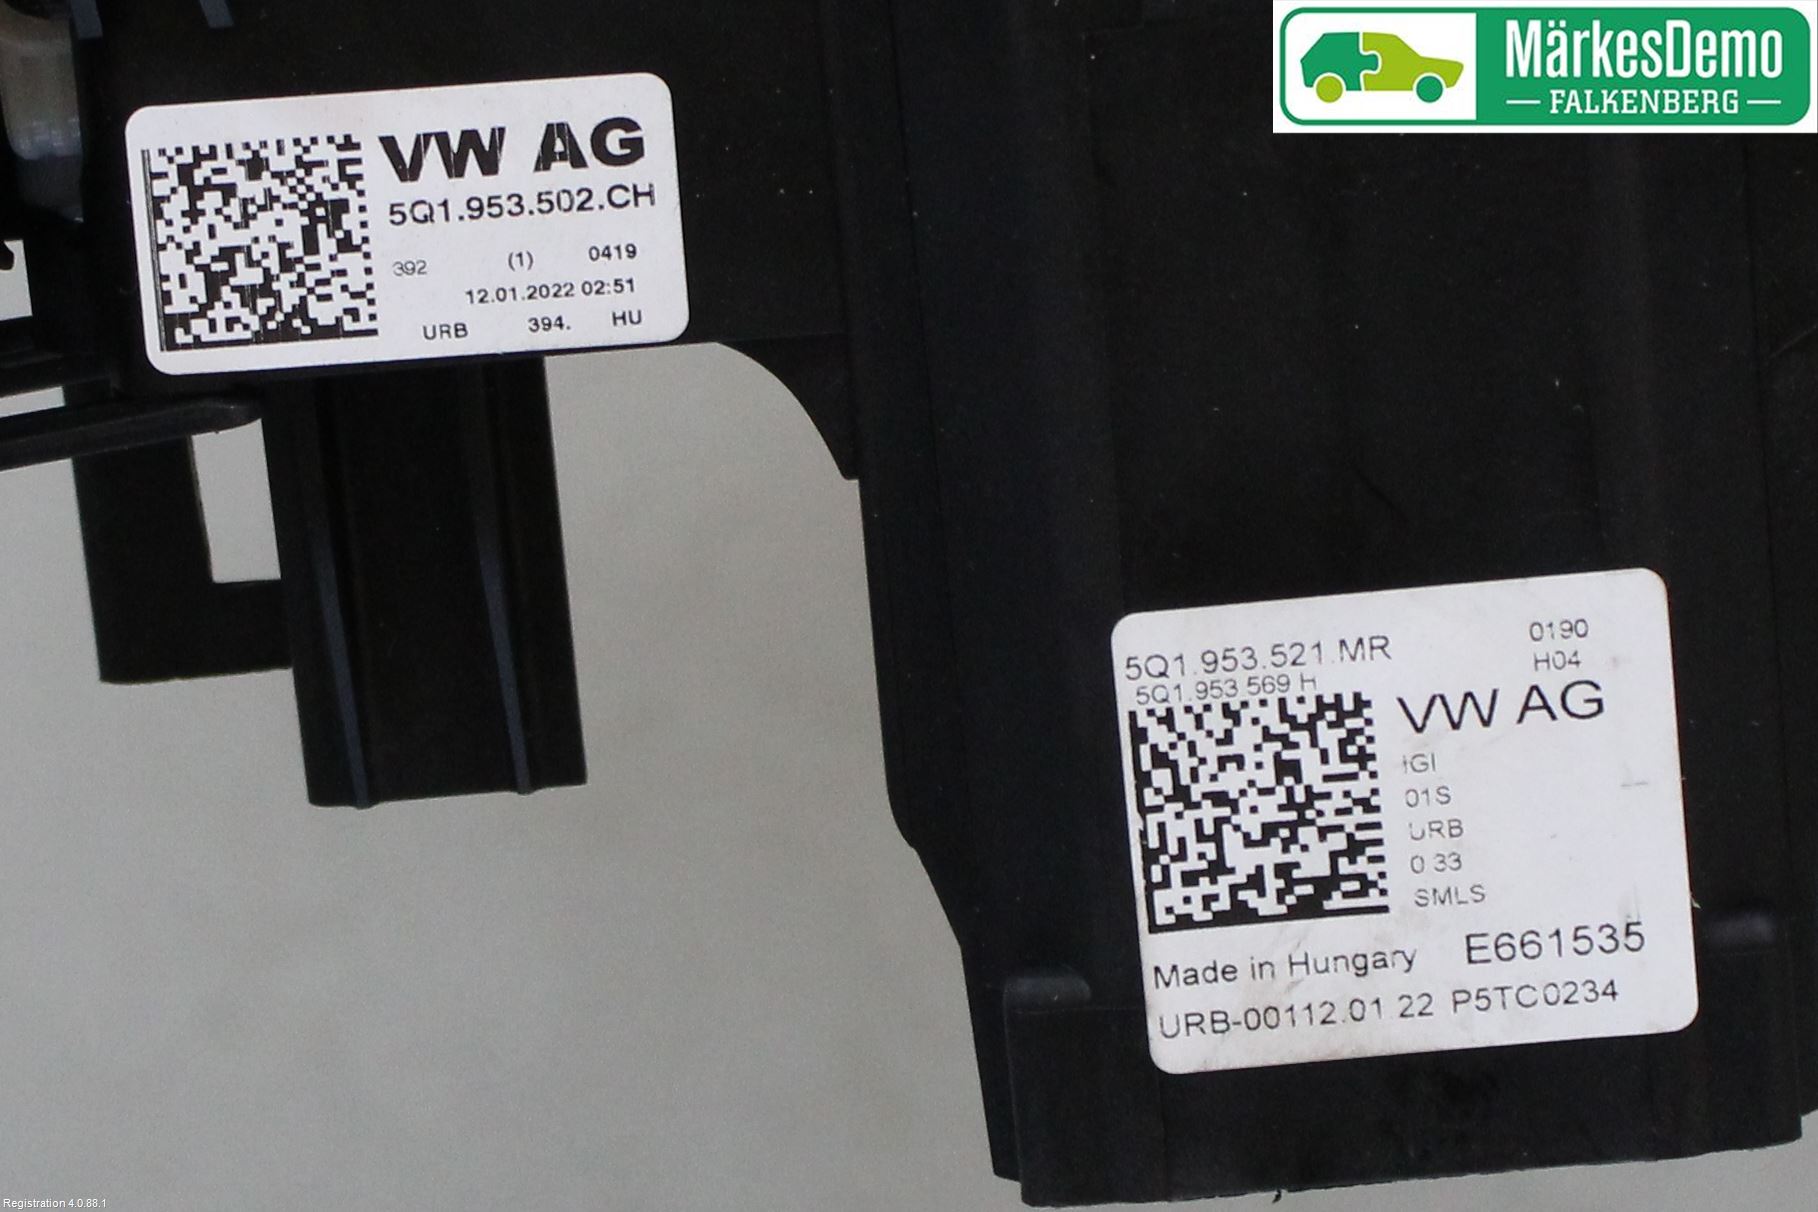 MärkesDemo
FALKENBERG
VW AG
5Q1.953.502.CH
392 (1) 0419
12.01.2022 02:51
URB 394. HU
5Q1.953.521.MR 0190
5Q1.953 569 H H04
VW AG
01S
URB
0 33
SMLS
Made in Hungary E661535
URB-00112.01.22 P5TC0234
Registration 4.0.88.1